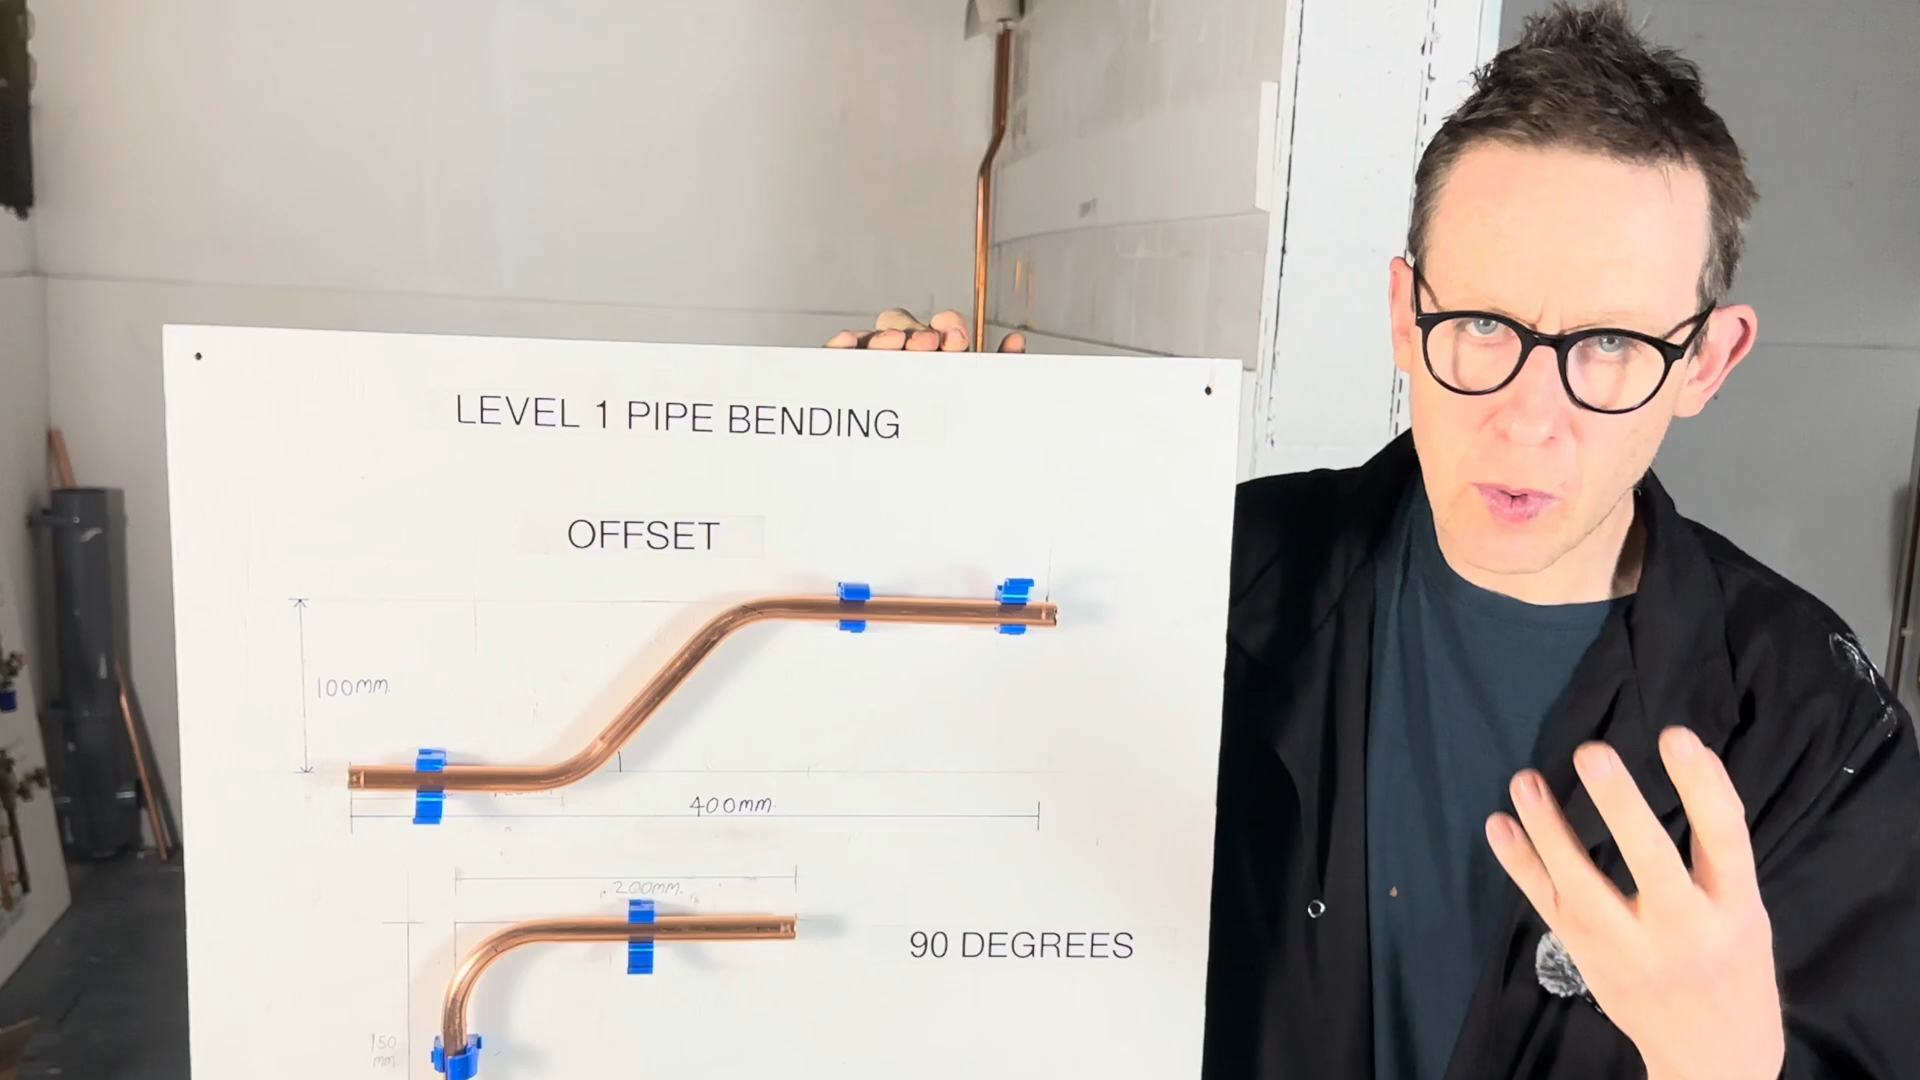 LEVEL 1 PIPE BENDING
OFFSET
100mm.
400mm.
200mm.
90 DEGREES
150
mm.